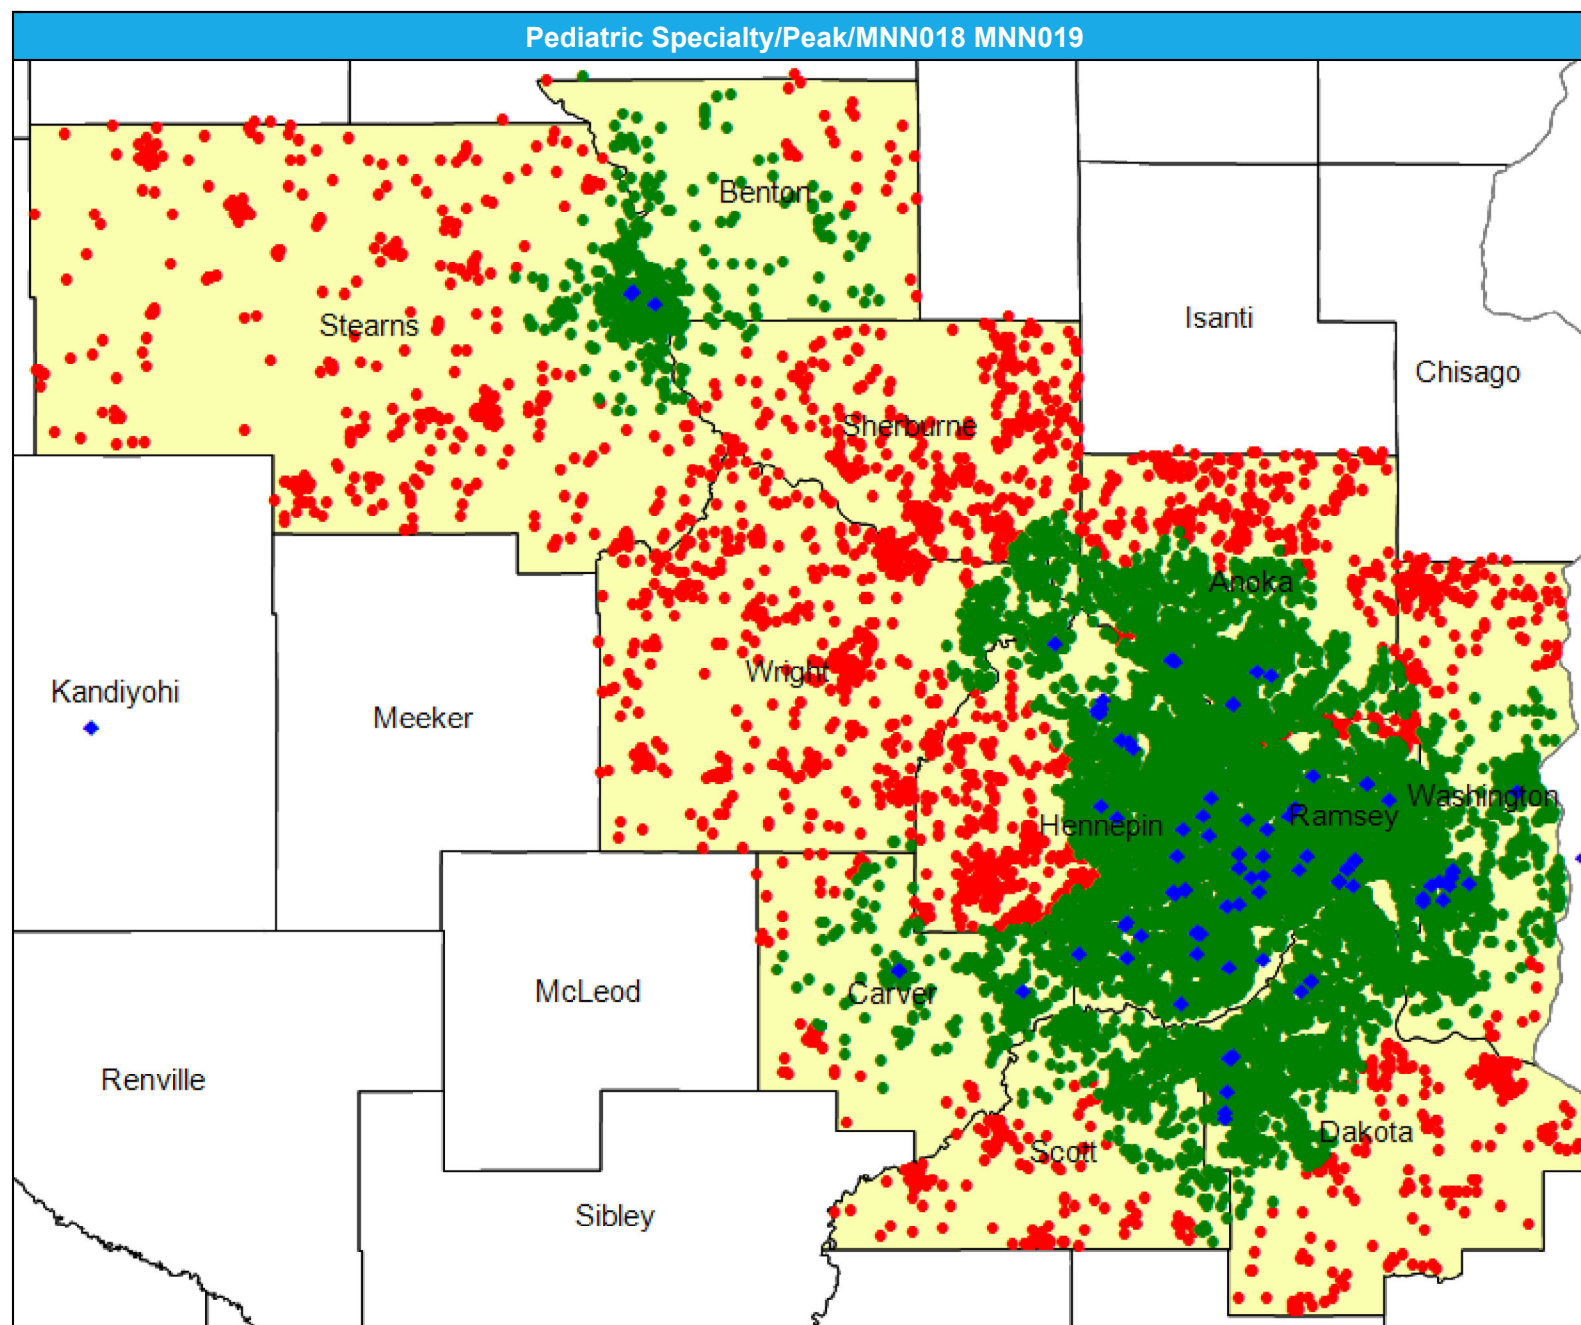 Pediatric Specialty/Peak/MNN018 MNN019
Benton
Isanti
Stearns
Chisago
Sherburne
Anoka
Wright
Kandiyohi
Meeker
Washington
Hennepin
Ramsey
McLeod
Carver
Renville
Dakota
Scott
Sibley